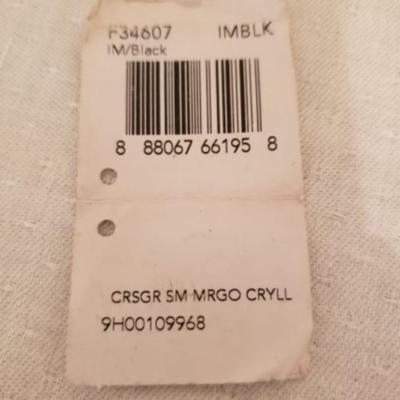 F34607 IMBLK
IM/Black
8 88067 66195 8
CRSGR SM MRGO CRYLL
9H00109968